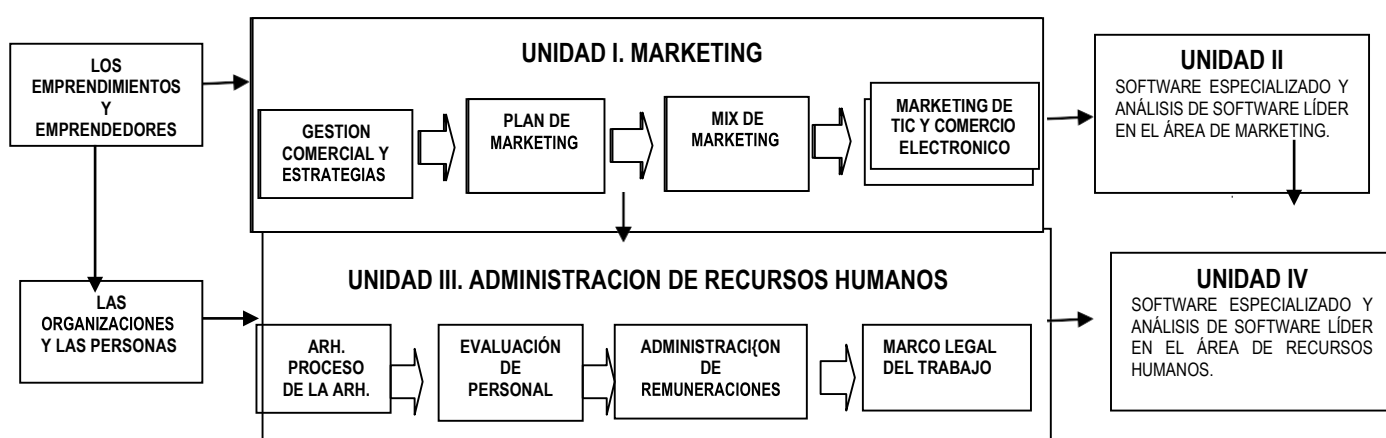 LOS
EMPRENDIMIENTOS
Y
EMPRENDEDORES
UNIDAD I. MARKETING
GESTION
COMERCIAL Y
ESTRATEGIAS
PLAN DE
MARKETING
MIX DE
MARKETING
MARKETING DE
TIC Y COMERCIO
ELECTRONICO
UNIDAD II
SOFTWARE ESPECIALIZADO Y
ANÁLISIS DE SOFTWARE LÍDER
EN EL ÁREA DE MARKETING.
LAS
ORGANIZACIONES
Y LAS PERSONAS
UNIDAD III. ADMINISTRACION DE RECURSOS HUMANOS
ARH.
PROCESO
DE LA ARH.
EVALUACIÓN
DE
PERSONAL
ADMINISTRACI{ON
DE
REMUNERACIONES
MARCO LEGAL
DEL TRABAJO
UNIDAD IV
SOFTWARE ESPECIALIZADO Y
ANÁLISIS DE SOFTWARE LÍDER
EN EL ÁREA DE RECURSOS
HUMANOS.